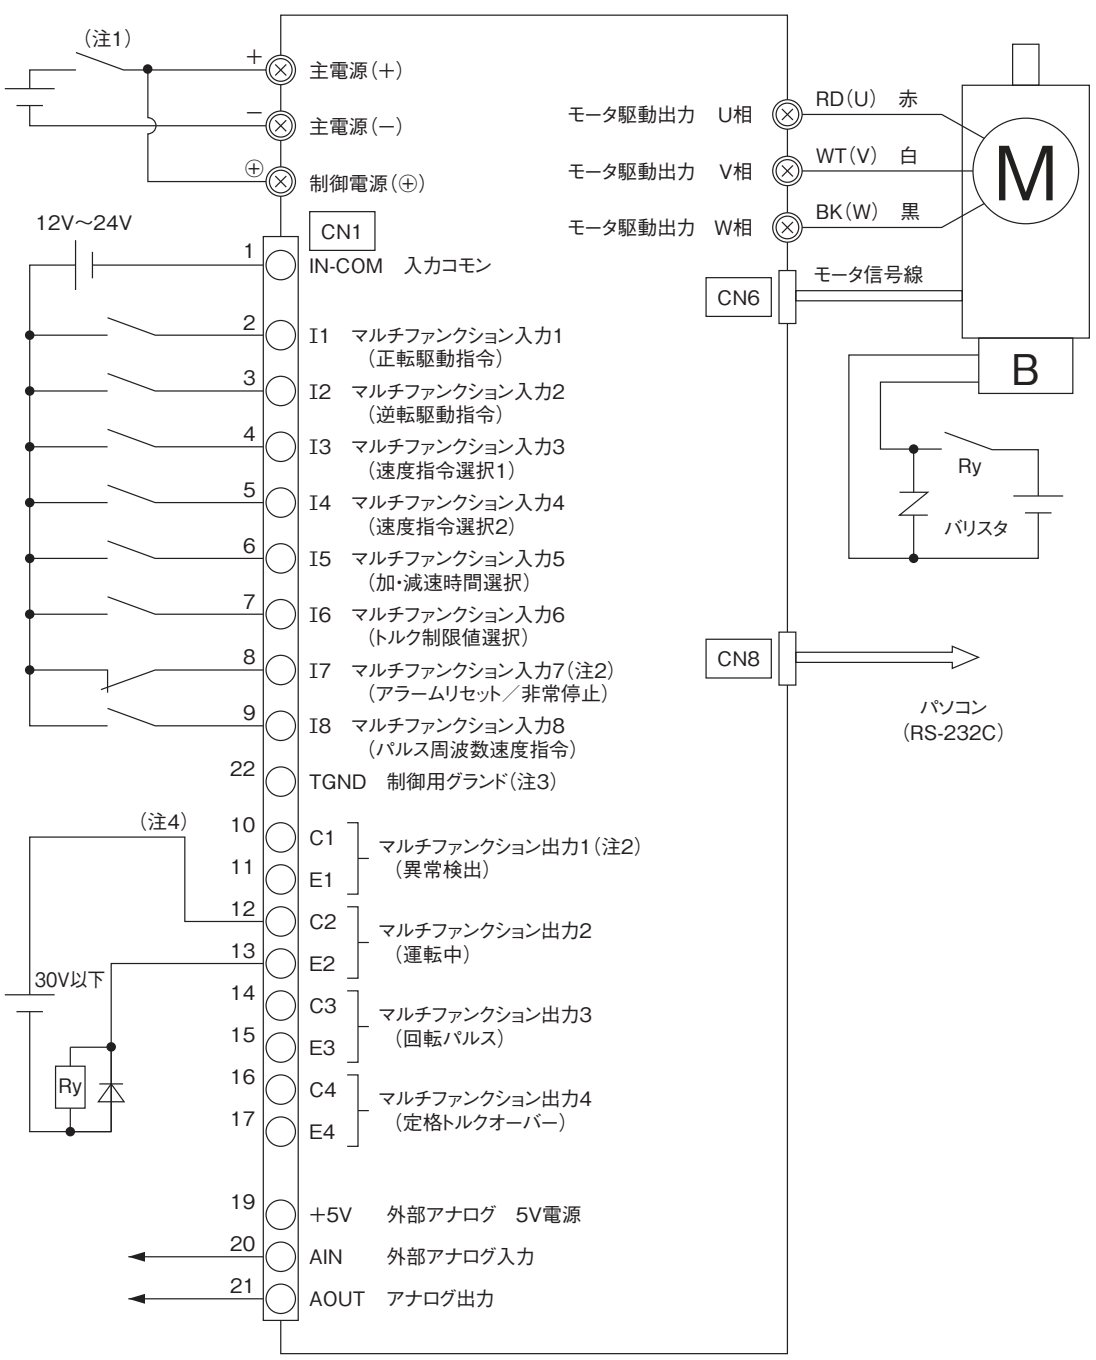 (注1)
+
主電源(＋)
−
主電源(−)
⊕
制御電源(⊕)
12V～24V
CN1
1
IN-COM 入力コモン
2
I1 マルチファンクション入力1
(正転駆動指令)
3
I2 マルチファンクション入力2
(逆転駆動指令)
4
I3 マルチファンクション入力3
(速度指令選択1)
5
I4 マルチファンクション入力4
(速度指令選択2)
6
I5 マルチファンクション入力5
(加・減速時間選択)
7
I6 マルチファンクション入力6
(トルク制限値選択)
8
I7 マルチファンクション入力7(注2)
(アラームリセット／非常停止)
9
I8 マルチファンクション入力8
(パルス周波数速度指令)
22
TGND 制御用グランド(注3)
(注4)
10
C1
マルチファンクション出力1(注2)
(異常検出)
11
E1
12
C2
マルチファンクション出力2
(運転中)
13
E2
30V以下
14
C3
マルチファンクション出力3
(回転パルス)
15
E3
Ry
16
C4
マルチファンクション出力4
(定格トルクオーバー)
17
E4
19
＋5V 外部アナログ 5V電源
20
AIN 外部アナログ入力
21
AOUT アナログ出力
モータ駆動出力 U相
RD(U) 赤
モータ駆動出力 V相
WT(V) 白
モータ駆動出力 W相
BK(W) 黒
M
CN6
モータ信号線
B
Ry
バリスタ
CN8
パソコン
(RS-232C)